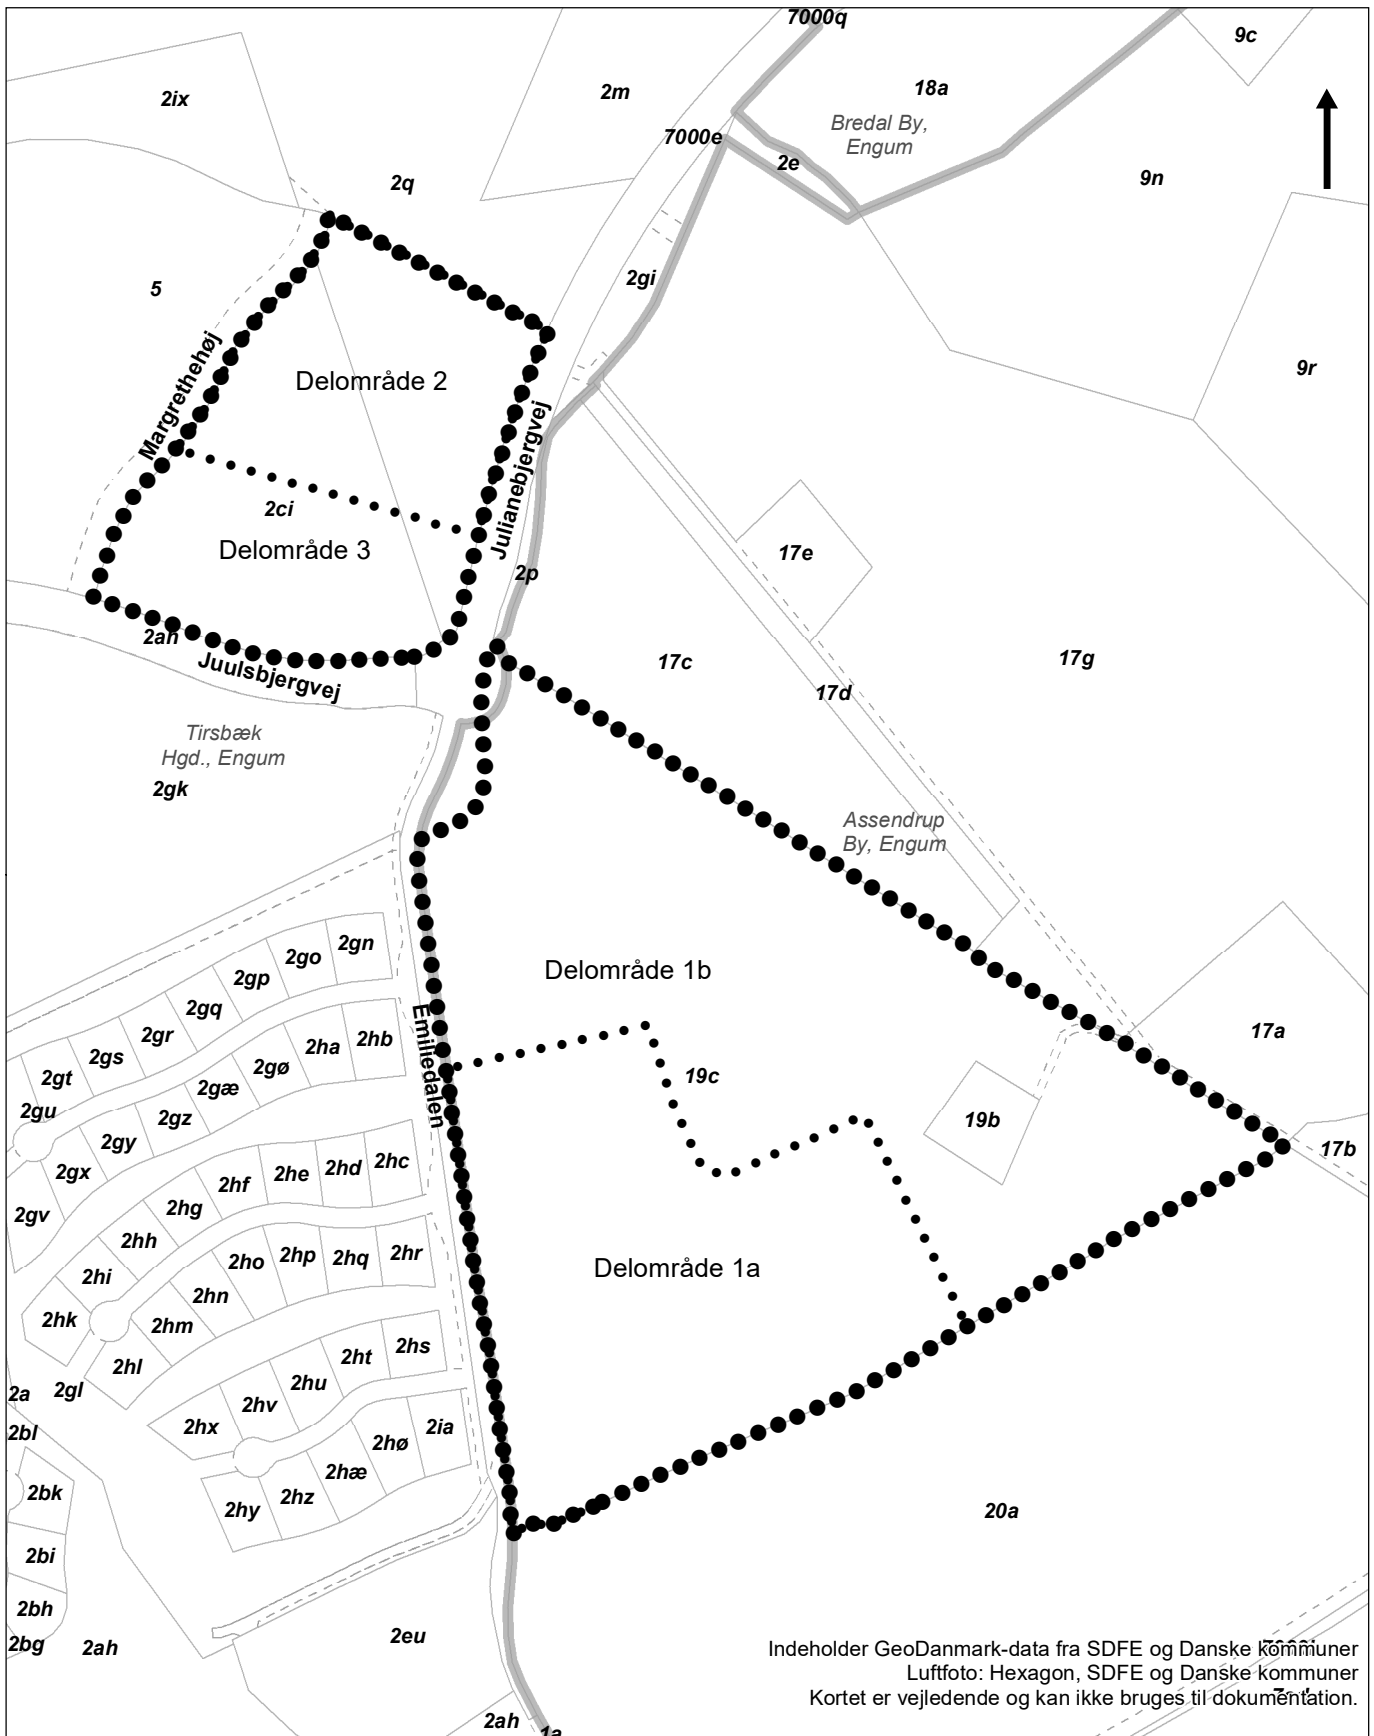 7000q
9c
2ix
2m
18a
Bredal By,
Engum
7000e
2e
2q
9n
2gi
5
Margrethehøj
Delområde 2
Julianebjergvej
9r
2ci
Delområde 3
17e
2p
2an
Juulsbjergvej
17c
17d
17g
Tirsbæk
Hgd., Engum
2gk
Assendrup
By, Engum
2gn
2go
2gp
2gq
2gr
2gs
2gt
2gu
Delområde 1b
Emiliedalen
17a
2hb
2ha
2gø
2gæ
2gz
2gy
2gx
2gv
19c
19b
17b
2hc
2hd
2he
2hf
2hg
2hh
2hi
2hk
2hr
2hq
2hp
2ho
2hn
2hm
2hl
Delområde 1a
2hs
2ht
2hu
2hv
2hx
2a
2gl
2bl
2ia
2hø
2hæ
2hz
2hy
2bk
2bi
2bh
2bg
2ah
20a
2eu
2ah
1a
Indeholder GeoDanmark-data fra SDFE og Danske kommuner
Luftfoto: Hexagon, SDFE og Danske kommuner
Kortet er vejledende og kan ikke bruges til dokumentation.